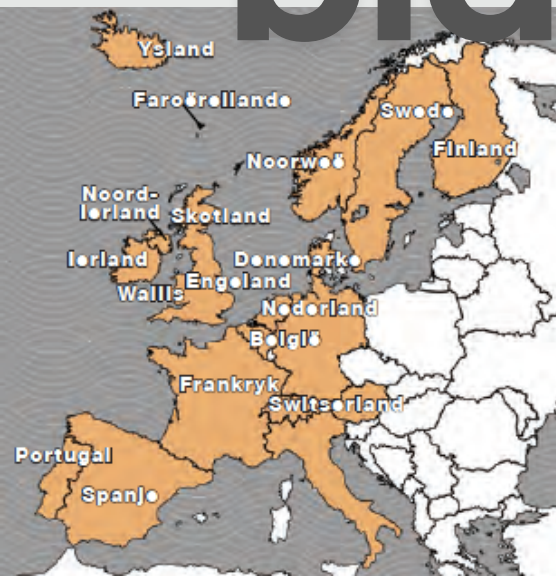 Ysland
Faroëreilande
Swede
Finland
Noorweë
Noord-
Ierland
Skotland
Ierland
Denemarke
Engeland
Wallis
Nederland
België
Frankryk
Switserland
Portugal
Spanje